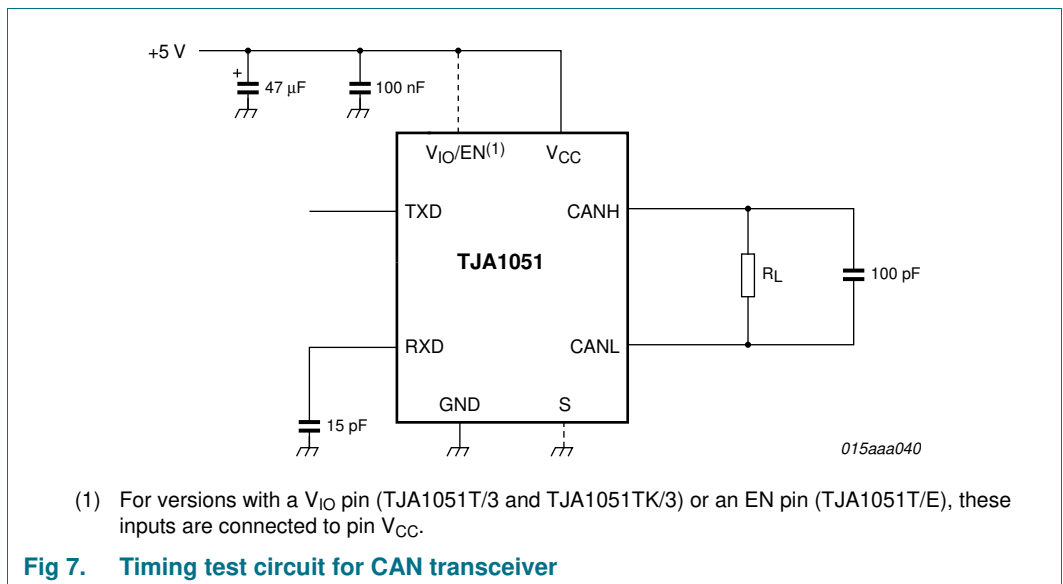 +5 V
+
47 μF
100 nF
VIO/EN(1)
VCC
TXD
CANH
TJA1051
RL
100 pF
RXD
CANL
GND
S
15 pF
015aaa040
(1) For versions with a VIO pin (TJA1051T/3 and TJA1051TK/3) or an EN pin (TJA1051T/E), these
inputs are connected to pin VCC.
Fig 7. Timing test circuit for CAN transceiver